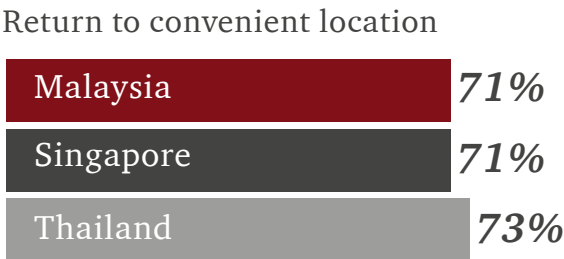 Return to convenient location
Malaysia 71%
Singapore 71%
Thailand 73%